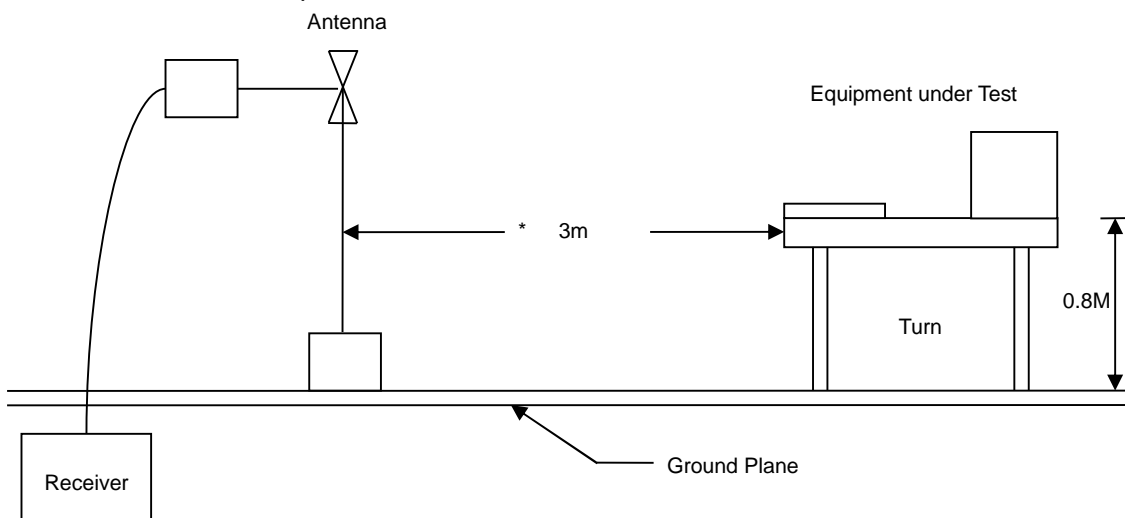 Antenna
Equipment under Test
* 3m
0.8M
Turn
Ground Plane
Receiver